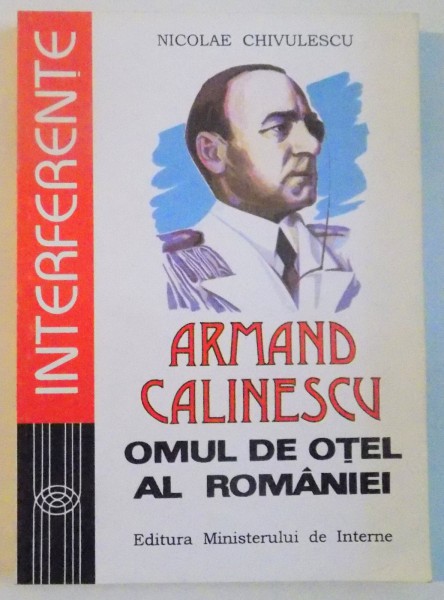 NICOLAE CHIVULESCU
INTERFERENȚE
ARMAND
CALINESCU
OMUL DE OȚEL
AL ROMÂNIEI
Editura Ministerului de Interne